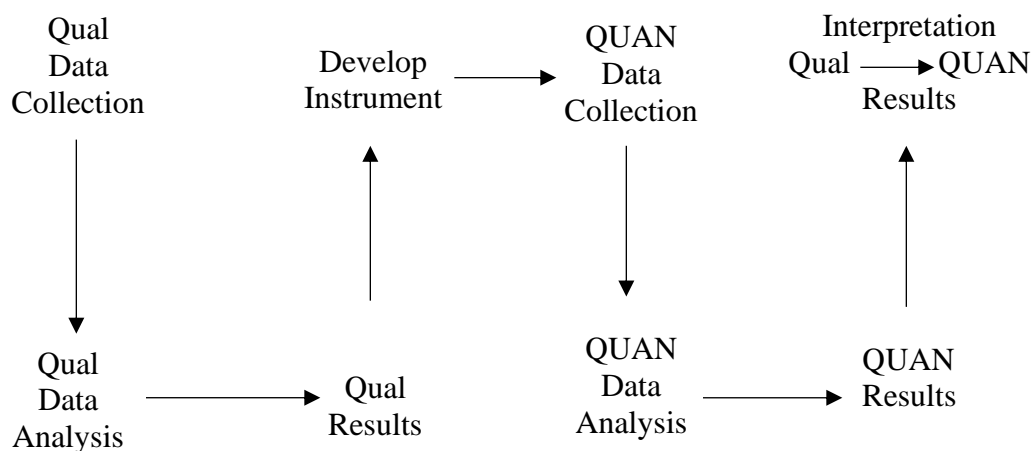 Qual
Data
Collection
Develop
Instrument
QUAN
Data
Collection
Interpretation
Qual QUAN
Results
Qual
Data
Analysis
Qual
Results
QUAN
Data
Analysis
QUAN
Results